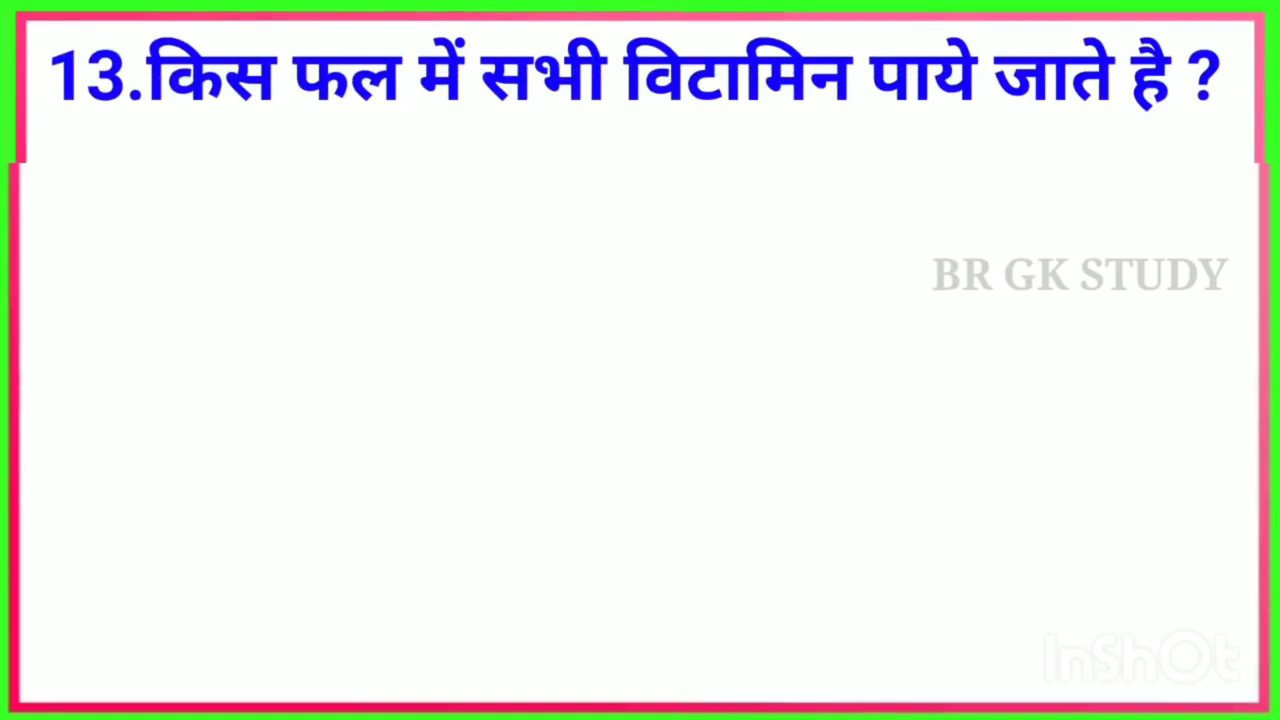 13.किस फल में सभी विटामिन पाये जाते है ?
BR GK STUDY
InShOt